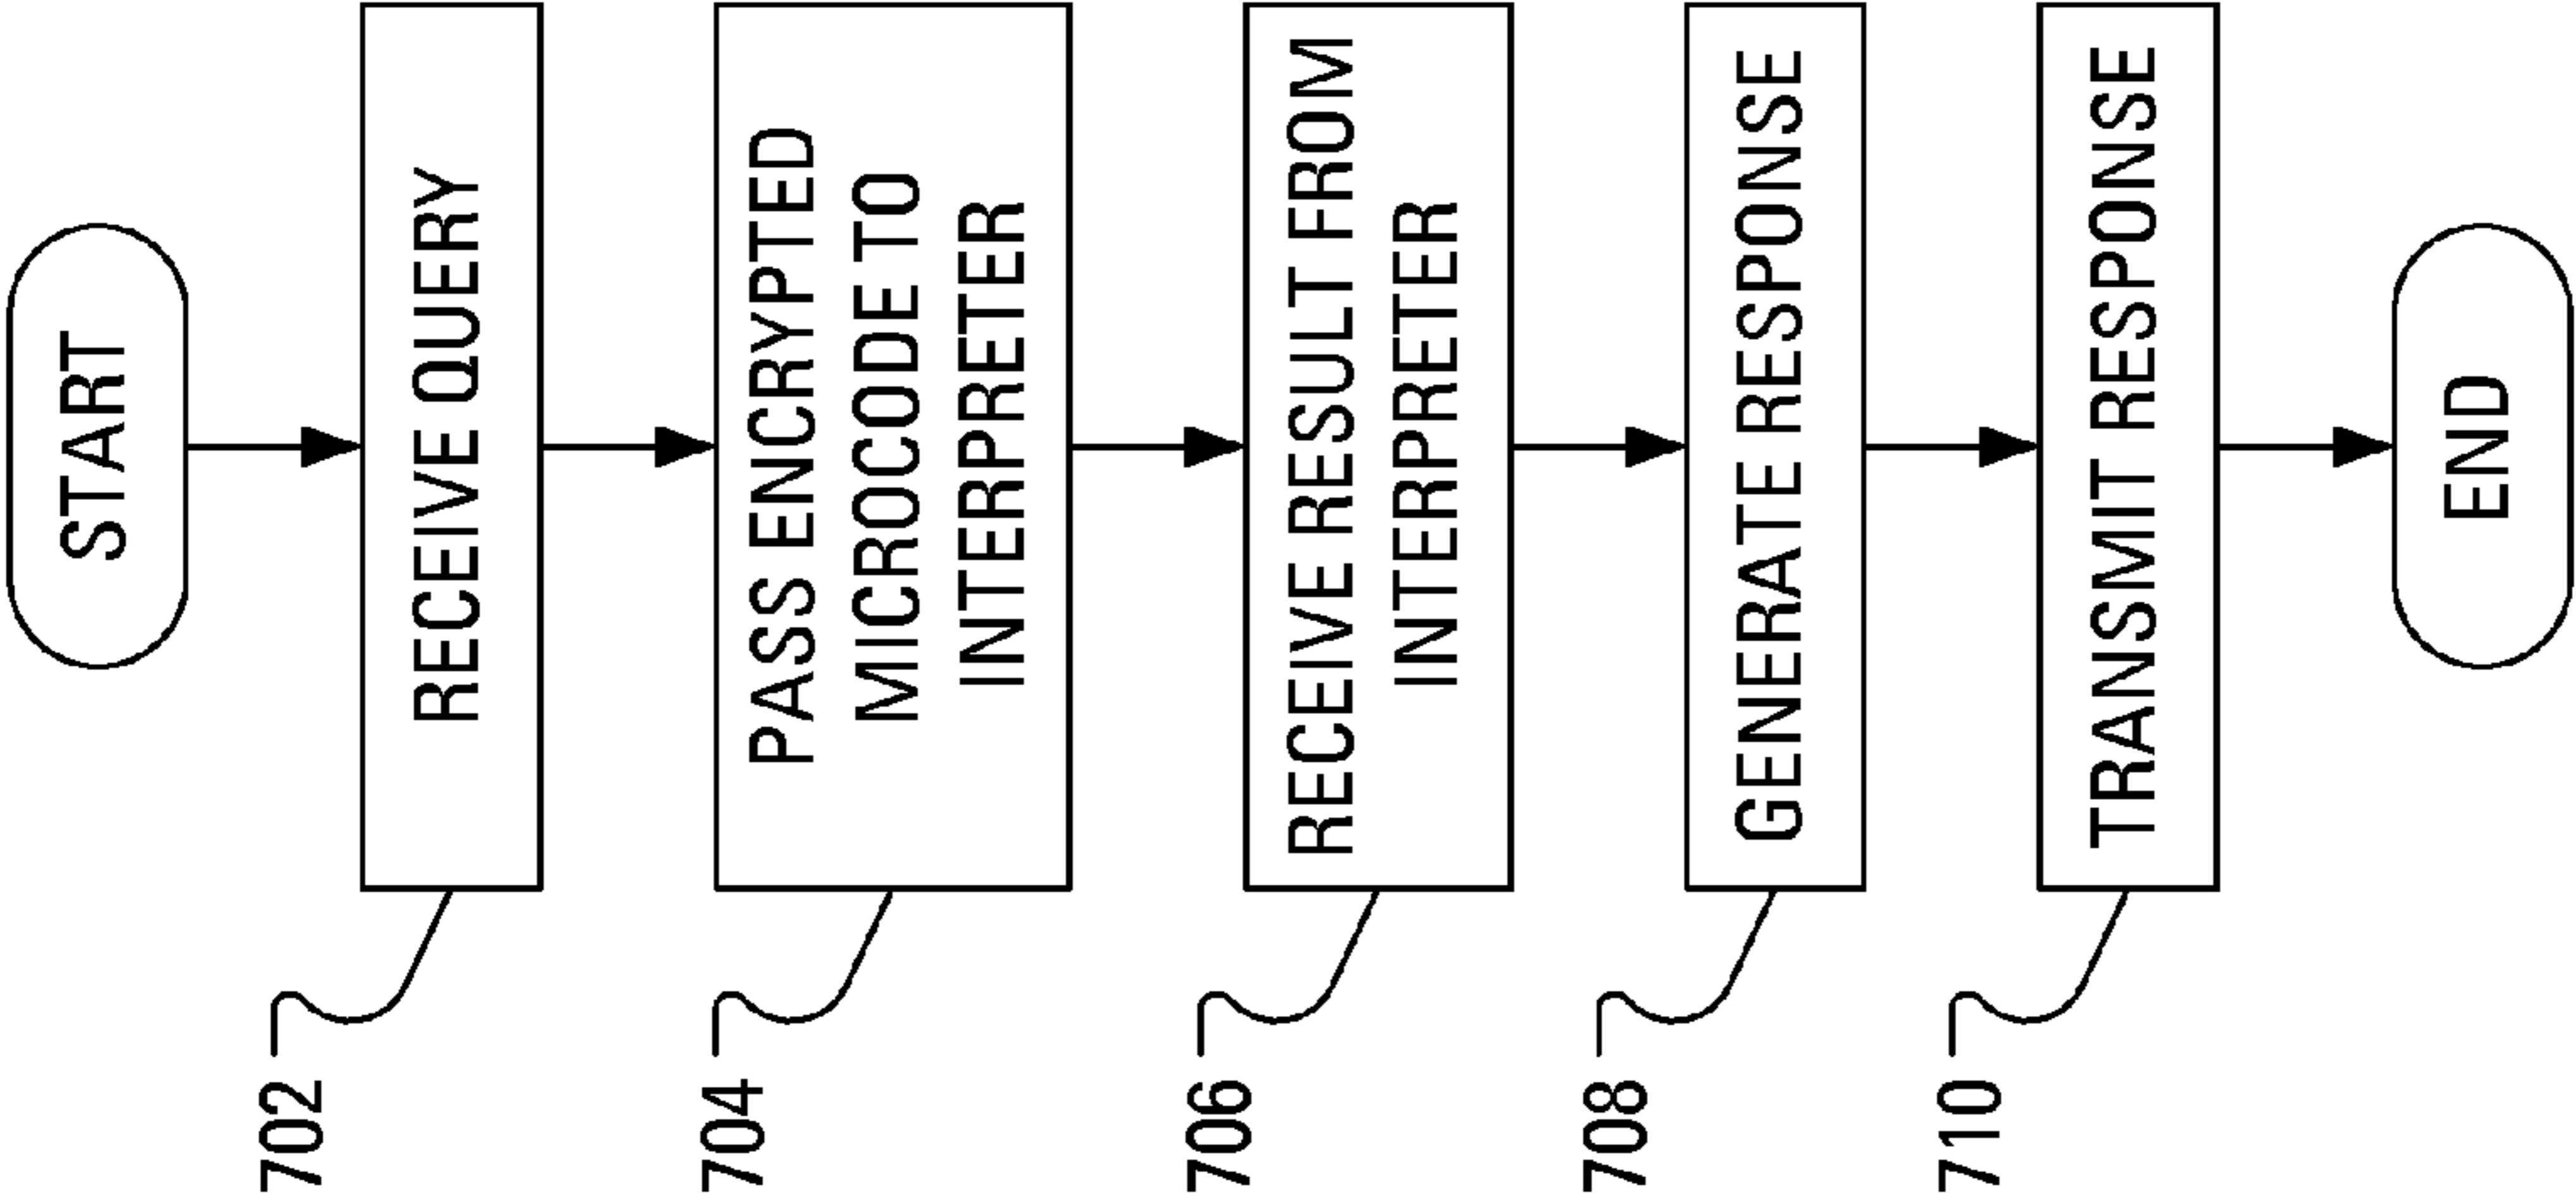 START
702
RECEIVE QUERY
704
PASS ENCRYPTED
MICROCODE TO
INTERPRETER
706
RECEIVE RESULT FROM
INTERPRETER
708
GENERATE RESPONSE
710
TRANSMIT RESPONSE
END